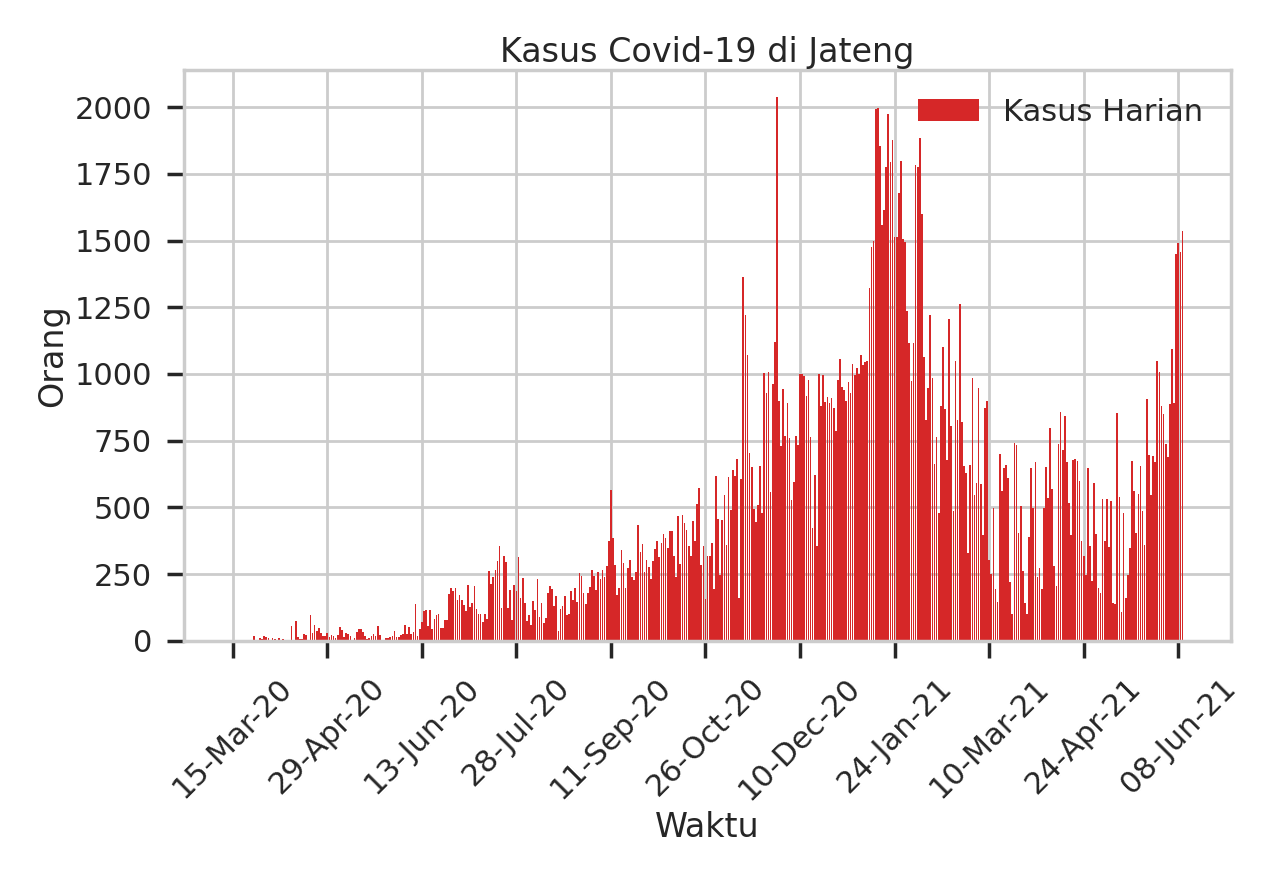 Kasus Covid-19 di Jateng
Kasus Harian
Orang
2000
1750
1500
1250
1000
750
500
250
0
15-Mar-20
29-Apr-20
13-Jun-20
28-Jul-20
11-Sep-20
26-Oct-20
10-Dec-20
24-Jan-21
10-Mar-21
24-Apr-21
08-Jun-21
Waktu